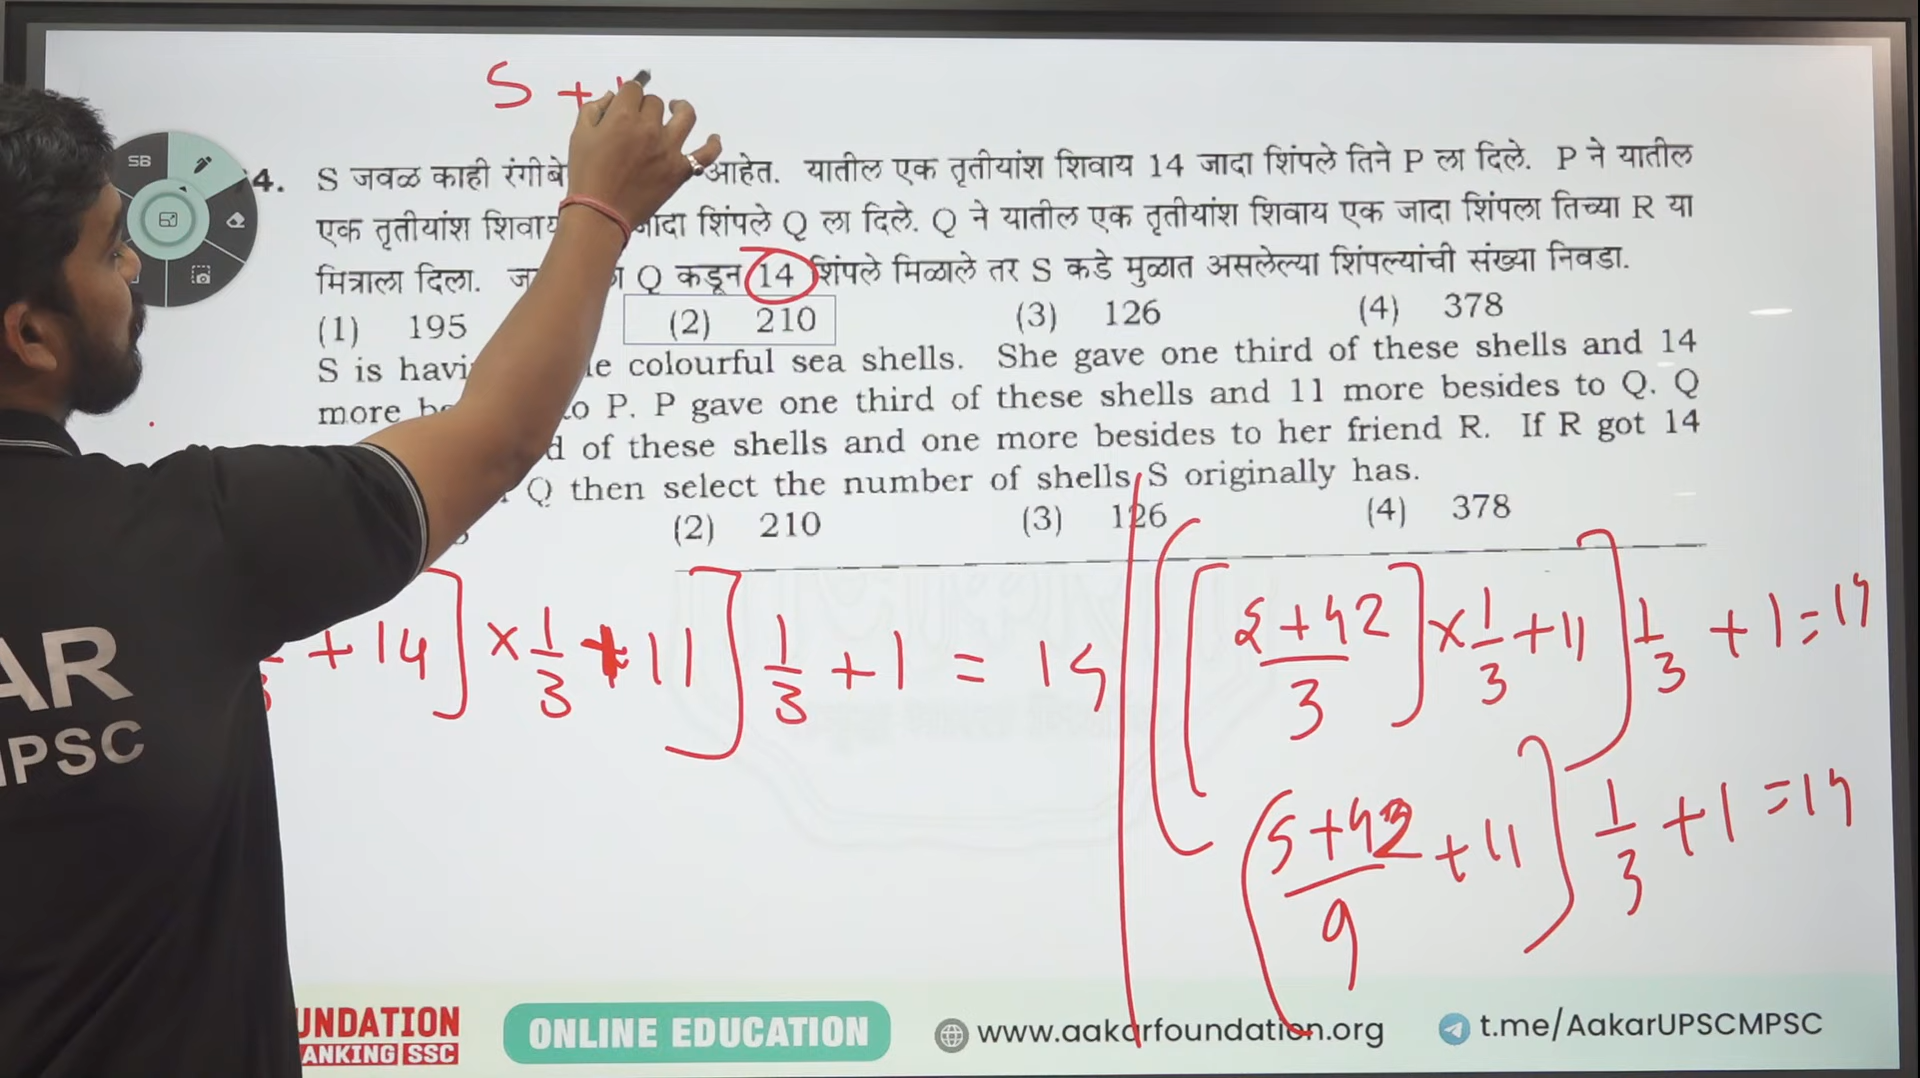 S +
SB
4. S जवळ काही रंगीबे आहेत. यातील एक तृतीयांश शिवाय 14 जादा शिंपले तिने P ला दिले. P ने यातील
एक तृतीयांश शिवाय जादा शिंपले Q ला दिले. Q ने यातील एक तृतीयांश शिवाय एक जादा शिंपला तिच्या R या
मित्राला दिला. Q कडून 14 शिंपले मिळाले तर S कडे मुळात असलेल्या शिंपल्यांची संख्या निवडा.
(1) 195 (2) 210 (3) 126 (4) 378
S is havi e colourful sea shells. She gave one third of these shells and 14
more to P. P gave one third of these shells and 11 more besides to Q. Q
d of these shells and one more besides to her friend R. If R got 14
Q then select the number of shells S originally has.
(2) 210 (3) 126 (4) 378
+ 14] × 1/3 + 11] 1/3 + 1 = 14
([S+42/3] × 1/3 + 11) 1/3 + 1 = 14
(S+42/9 + 11) 1/3 + 1 = 14
AR
MPSC
UNDATION
ANKING SSC
ONLINE EDUCATION
www.aakarfoundation.org
t.me/AakarUPSCMPSC